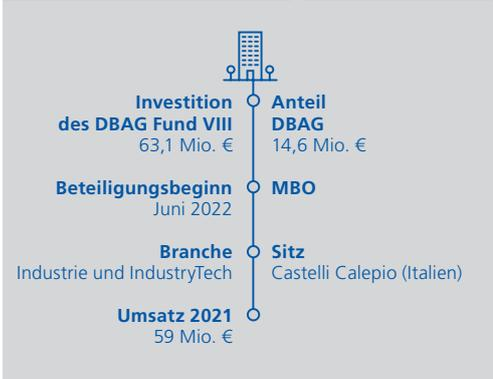 Investition
des DBAG Fund VIII
63,1 Mio. €
Anteil
DBAG
14,6 Mio. €
Beteiligungsbeginn
Juni 2022
MBO
Branche
Industrie und IndustryTech
Sitz
Castelli Calepio (Italien)
Umsatz 2021
59 Mio. €